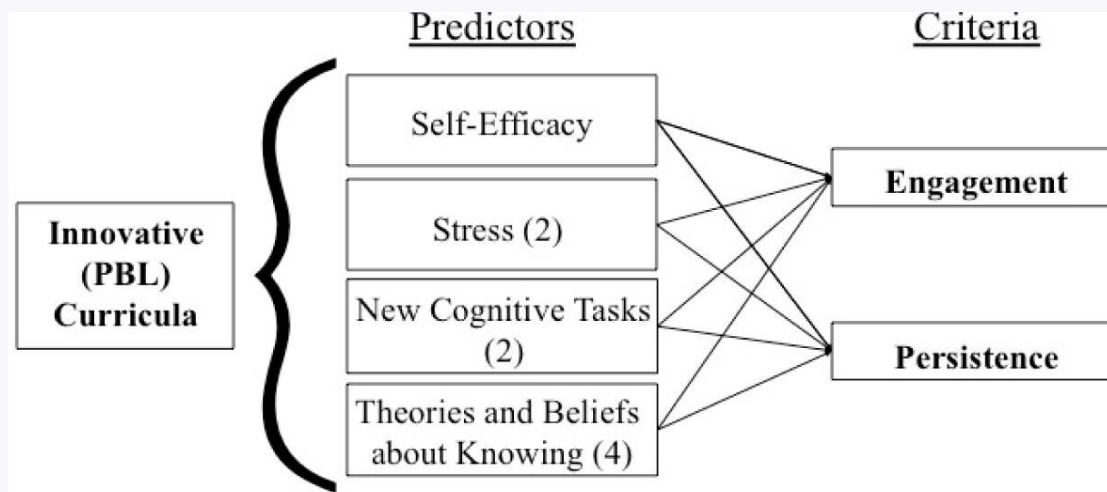 Predictors
Criteria
Self-Efficacy
Engagement
Stress (2)
Innovative
(PBL)
Curricula
New Cognitive Tasks
(2)
Persistence
Theories and Beliefs
about Knowing (4)